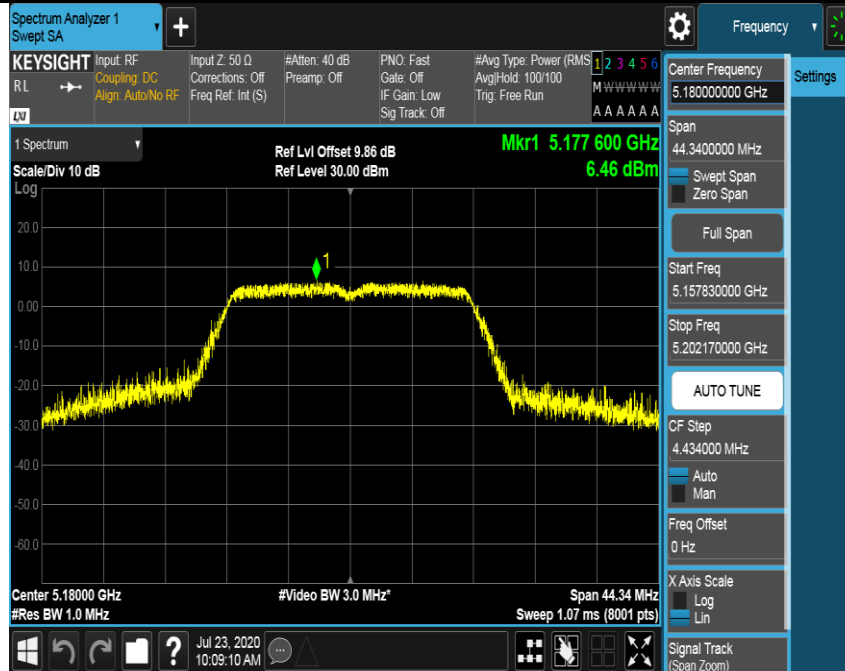 Spectrum Analyzer 1
Swept SA
+
Frequency
KEYSIGHT
RL
LXI
Input: RF
Coupling: DC
Align: Auto/No RF
Input Z: 50 Ω
Corrections: Off
Freq Ref: Int (S)
#Atten: 40 dB
Preamp: Off
PNO: Fast
Gate: Off
IF Gain: Low
Sig Track: Off
#Avg Type: Power (RMS
Avg|Hold: 100/100
Trig: Free Run
1 2 3 4 5 6
M W W W W W
A A A A A A
Center Frequency
5.180000000 GHz
Settings
Span
44.3400000 MHz
Swept Span
Zero Span
Full Span
Start Freq
5.157830000 GHz
Stop Freq
5.202170000 GHz
AUTO TUNE
CF Step
4.434000 MHz
Auto
Man
Freq Offset
0 Hz
X Axis Scale
Log
Lin
Signal Track
(Span Zoom)
1 Spectrum
Scale/Div 10 dB
Log
Ref Lvl Offset 9.86 dB
Ref Level 30.00 dBm
Mkr1 5.177 600 GHz
6.46 dBm
20.0
10.0
1
0.00
-10.0
-20.0
-30.0
-40.0
-50.0
-60.0
Center 5.18000 GHz
#Res BW 1.0 MHz
#Video BW 3.0 MHz*
Span 44.34 MHz
Sweep 1.07 ms (8001 pts)
?
Jul 23, 2020
10:09:10 AM